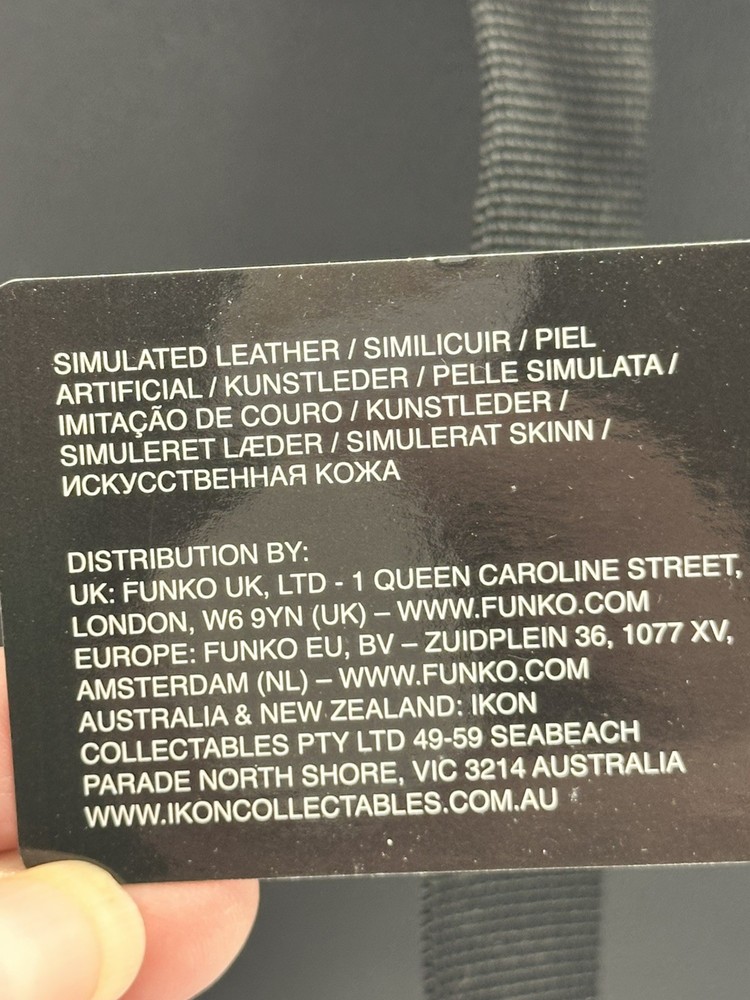 SIMULATED LEATHER / SIMILICUIR / PIEL
ARTIFICIAL / KUNSTLEDER / PELLE SIMULATA /
IMITAÇÃO DE COURO / KUNSTLEDER /
SIMULERET LÆDER / SIMULERAT SKINN /
ИСКУССТВЕННАЯ КОЖА
DISTRIBUTION BY:
UK: FUNKO UK, LTD - 1 QUEEN CAROLINE STREET,
LONDON, W6 9YN (UK) – WWW.FUNKO.COM
EUROPE: FUNKO EU, BV – ZUIDPLEIN 36, 1077 XV,
AMSTERDAM (NL) – WWW.FUNKO.COM
AUSTRALIA & NEW ZEALAND: IKON
COLLECTABLES PTY LTD 49-59 SEABEACH
PARADE NORTH SHORE, VIC 3214 AUSTRALIA
WWW.IKONCOLLECTABLES.COM.AU